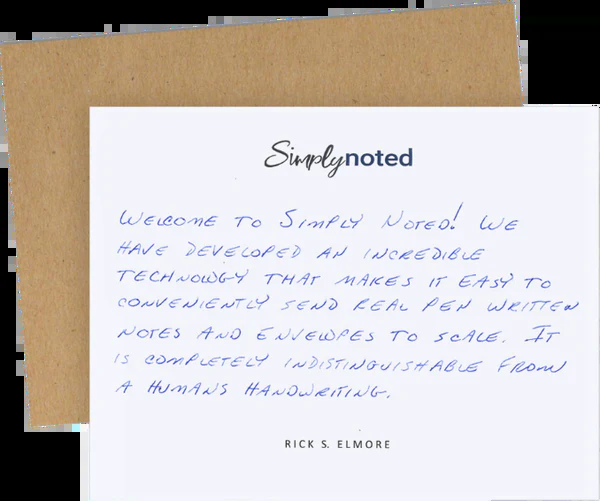 Simplynoted
WELCOME TO SIMPLY NOTED! WE
HAVE DEVELOPED AN INCREDIBLE
TECHNOLOGY THAT MAKES IT EASY TO
CONVENIENTLY SEND REAL PEN WRITTEN
NOTES AND ENVELOPES TO SCALE. IT
IS COMPLETELY INDISTINGUISHABLE FROM
A HUMANS HANDWRITING.
RICK S. ELMORE